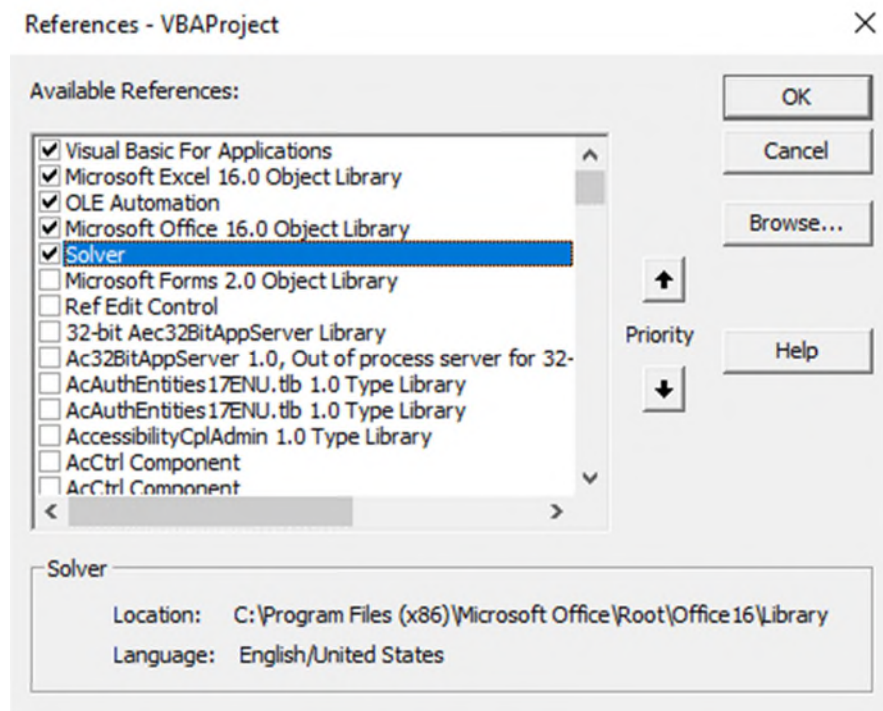 References - VBAProject
Available References:
OK
Visual Basic For Applications
Cancel
Microsoft Excel 16.0 Object Library
OLE Automation
Microsoft Office 16.0 Object Library
Browse...
Solver
Microsoft Forms 2.0 Object Library
Ref Edit Control
32-bit Aec32BitAppServer Library
Priority
Ac32BitAppServer 1.0, Out of process server for 32-
Help
AcAuthEntities17ENU.tlb 1.0 Type Library
AcAuthEntities17ENU.tlb 1.0 Type Library
AccessibilityCplAdmin 1.0 Type Library
AcCtrl Component
AcCtrl Component
Solver
Location: C:\Program Files (x86)\Microsoft Office\Root\Office16\Library
Language: English/United States